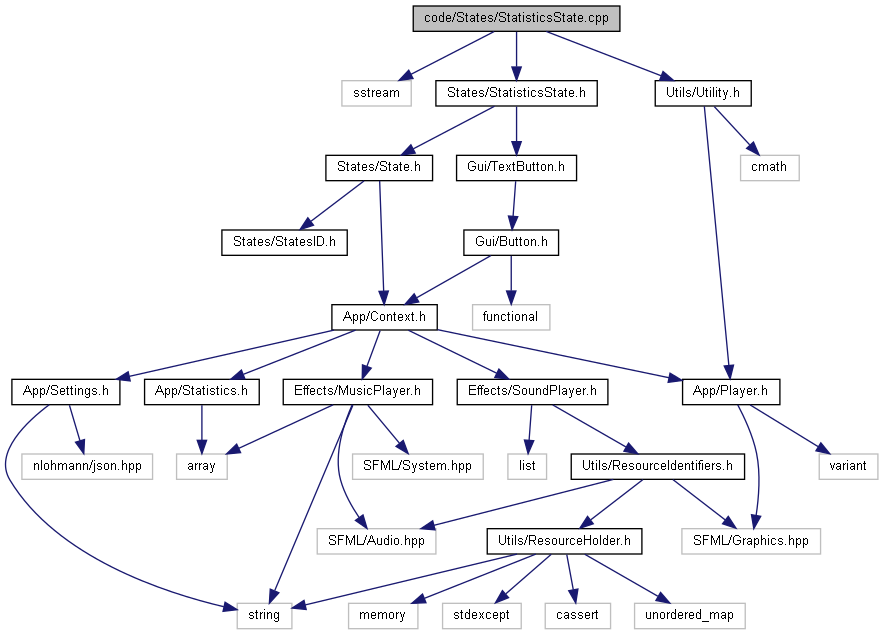 code/States/StatisticsState.cpp
sstream
States/StatisticsState.h
Utils/Utility.h
States/State.h
Gui/TextButton.h
cmath
States/StatesID.h
Gui/Button.h
App/Context.h
functional
App/Settings.h
App/Statistics.h
Effects/MusicPlayer.h
Effects/SoundPlayer.h
App/Player.h
nlohmann/json.hpp
array
SFML/System.hpp
list
Utils/ResourceIdentifiers.h
variant
SFML/Audio.hpp
Utils/ResourceHolder.h
SFML/Graphics.hpp
string
memory
stdexcept
cassert
unordered_map